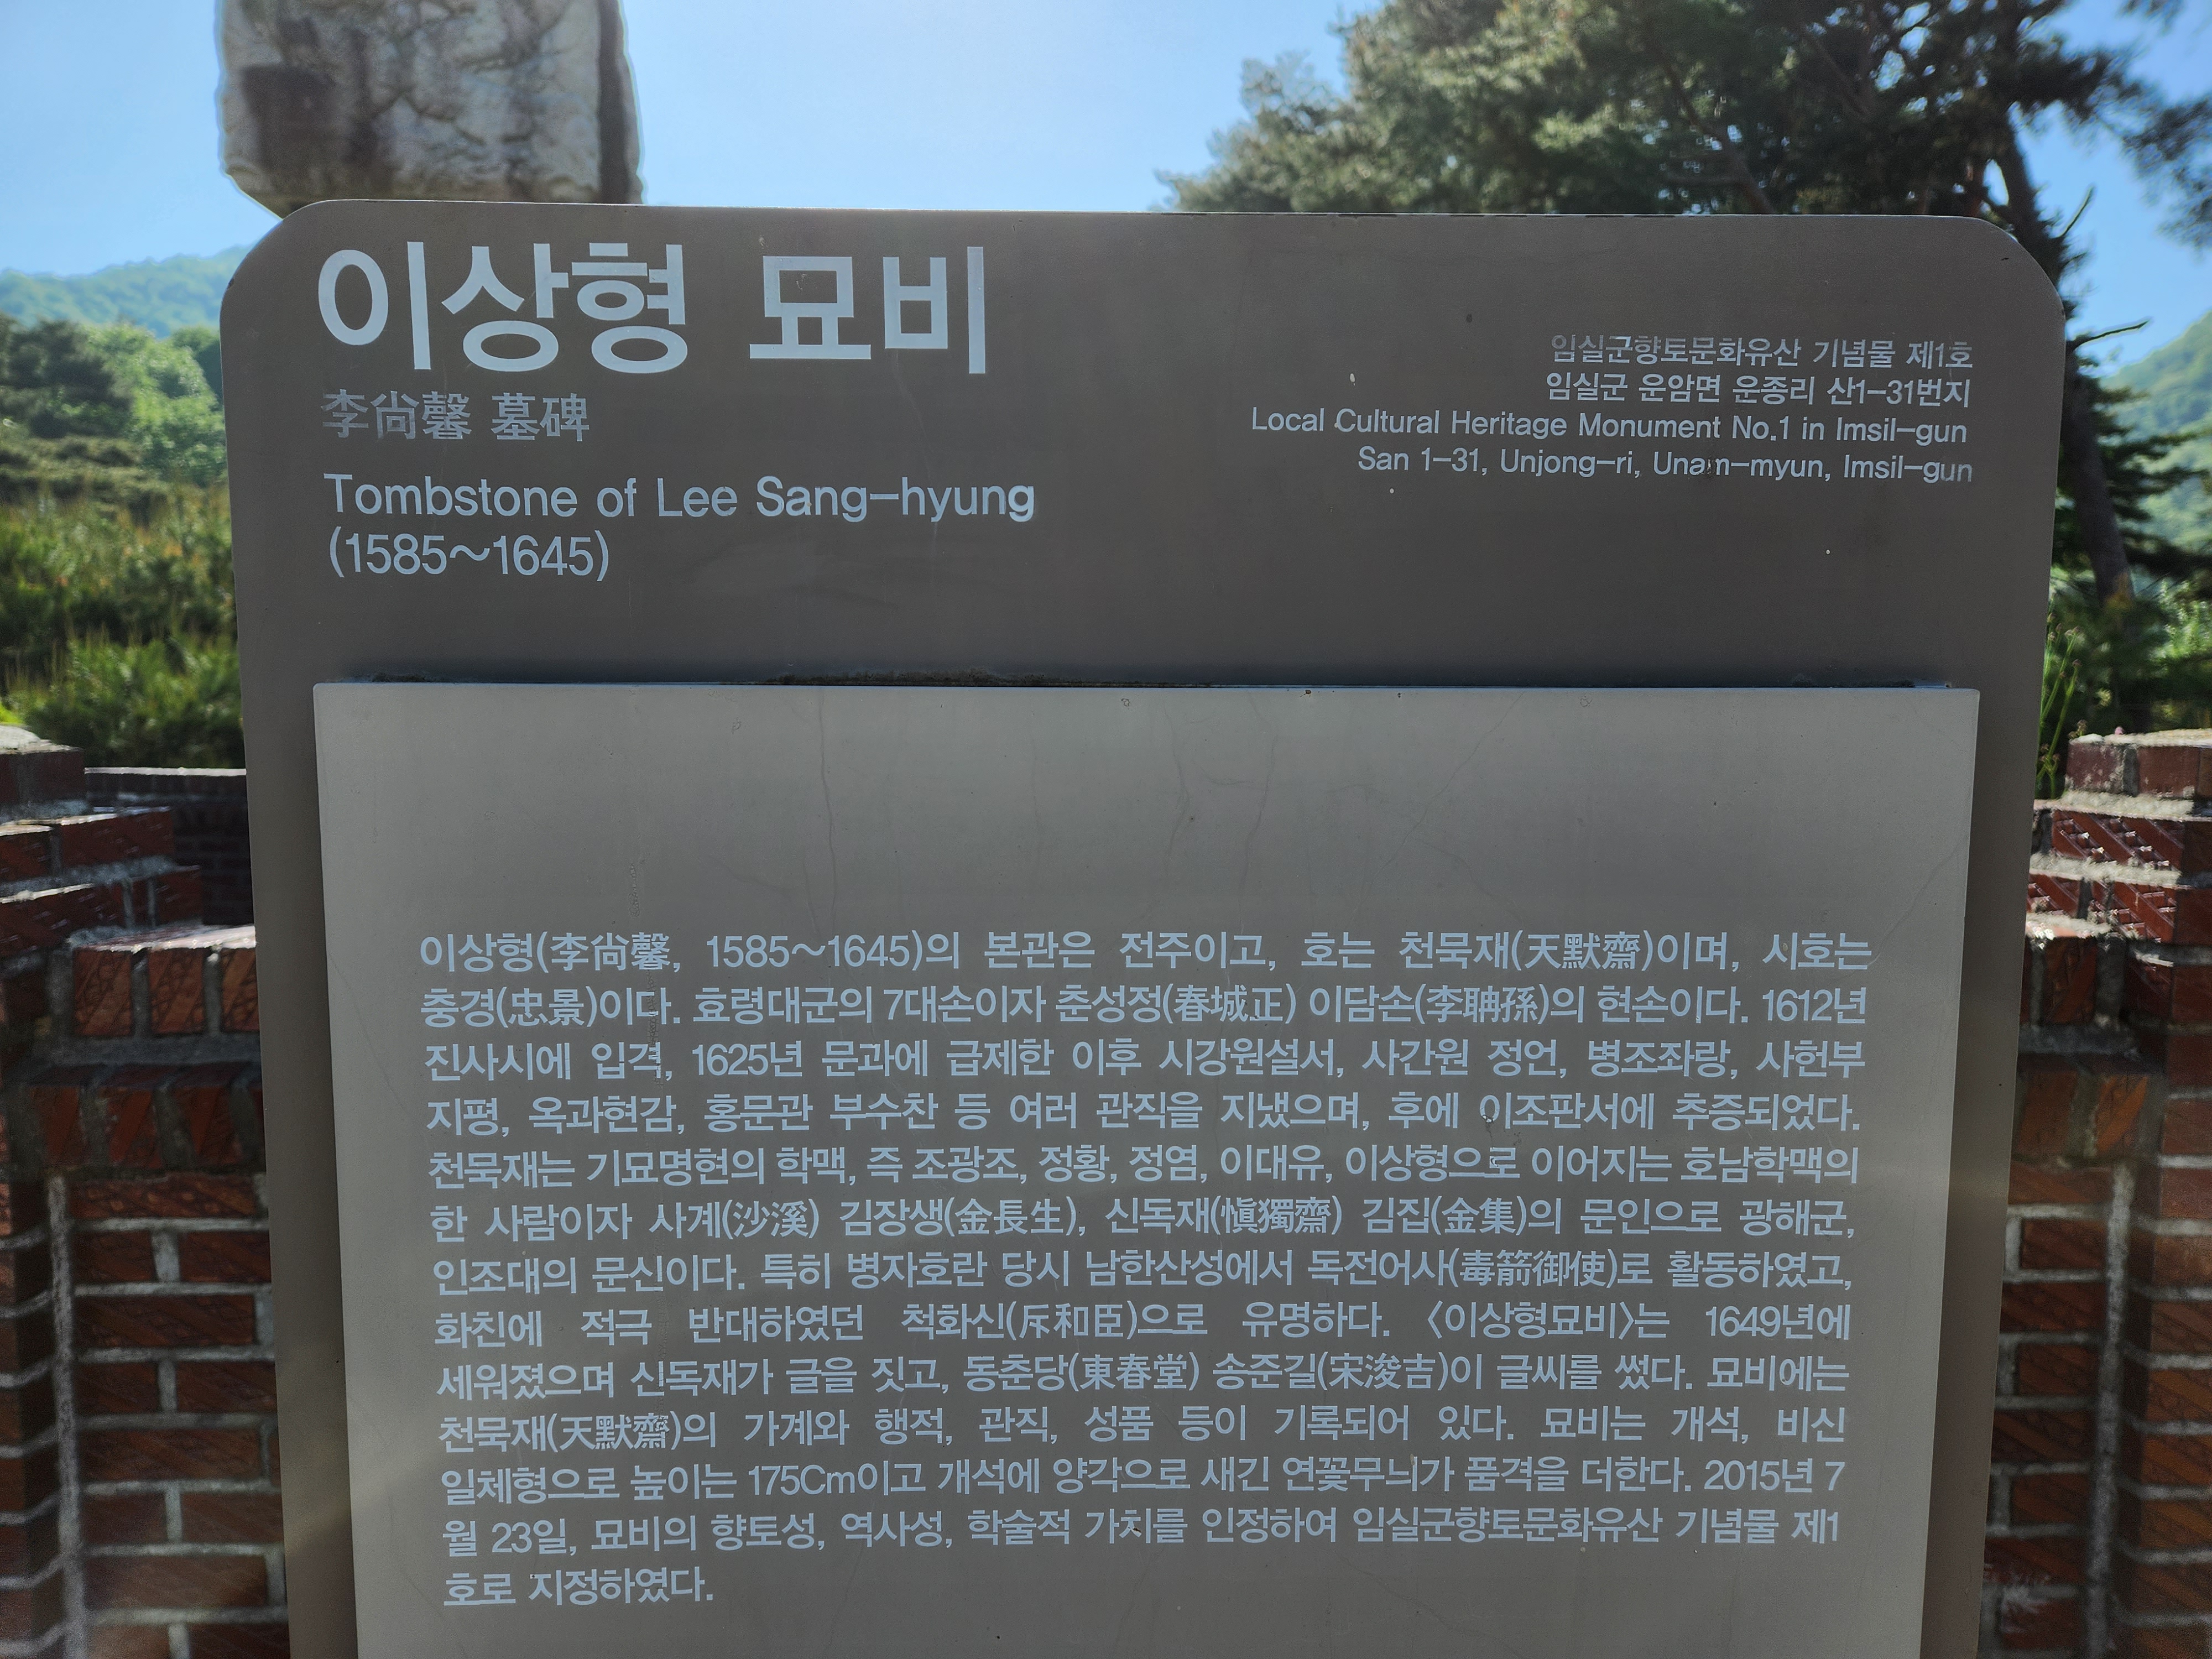 이상형 묘비
李尙馨 墓碑
Tombstone of Lee Sang-hyung
(1585~1645)
임실군향토문화유산 기념물 제1호
임실군 운암면 운종리 산1-31번지
Local Cultural Heritage Monument No.1 in Imsil-gun
San 1-31, Unjong-ri, Unam-myun, Imsil-gun
이상형(李尙馨, 1585~1645)의 본관은 전주이고, 호는 천묵재(天默齋)이며, 시호는
충경(忠景)이다. 효령대군의 7대손이자 춘성정(春城正) 이담손(李聃孫)의 현손이다. 1612년
진사시에 입격, 1625년 문과에 급제한 이후 시강원설서, 사간원 정언, 병조좌랑, 사헌부
지평, 옥과현감, 홍문관 부수찬 등 여러 관직을 지냈으며, 후에 이조판서에 추증되었다.
천묵재는 기묘명현의 학맥, 즉 조광조, 정황, 정염, 이대유, 이상형으로 이어지는 호남학맥의
한 사람이자 사계(沙溪) 김장생(金長生), 신독재(愼獨齋) 김집(金集)의 문인으로 광해군,
인조대의 문신이다. 특히 병자호란 당시 남한산성에서 독전어사(毒箭御使)로 활동하였고,
화친에 적극 반대하였던 척화신(斥和臣)으로 유명하다. 〈이상형묘비〉는 1649년에
세워졌으며 신독재가 글을 짓고, 동춘당(東春堂) 송준길(宋浚吉)이 글씨를 썼다. 묘비에는
천묵재(天默齋)의 가계와 행적, 관직, 성품 등이 기록되어 있다. 묘비는 개석, 비신
일체형으로 높이는 175Cm이고 개석에 양각으로 새긴 연꽃무늬가 품격을 더한다. 2015년 7
월 23일, 묘비의 향토성, 역사성, 학술적 가치를 인정하여 임실군향토문화유산 기념물 제1
호로 지정하였다.